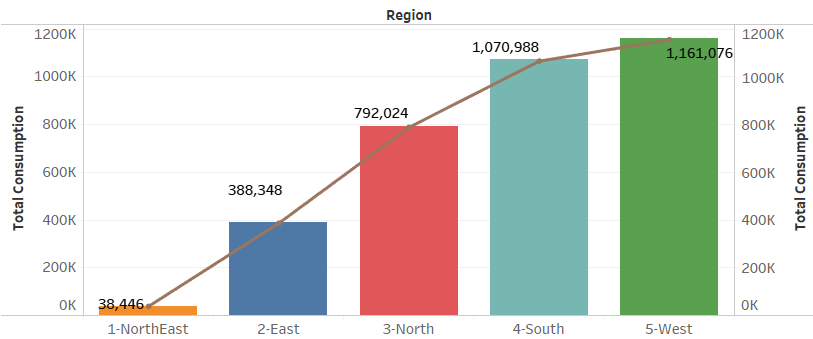 Region
1200K
1000K
800K
600K
400K
200K
0K
Total Consumption
38,446
388,348
792,024
1,070,988
1,161,076
1200K
1000K
800K
600K
400K
200K
0K
Total Consumption
1-NorthEast
2-East
3-North
4-South
5-West